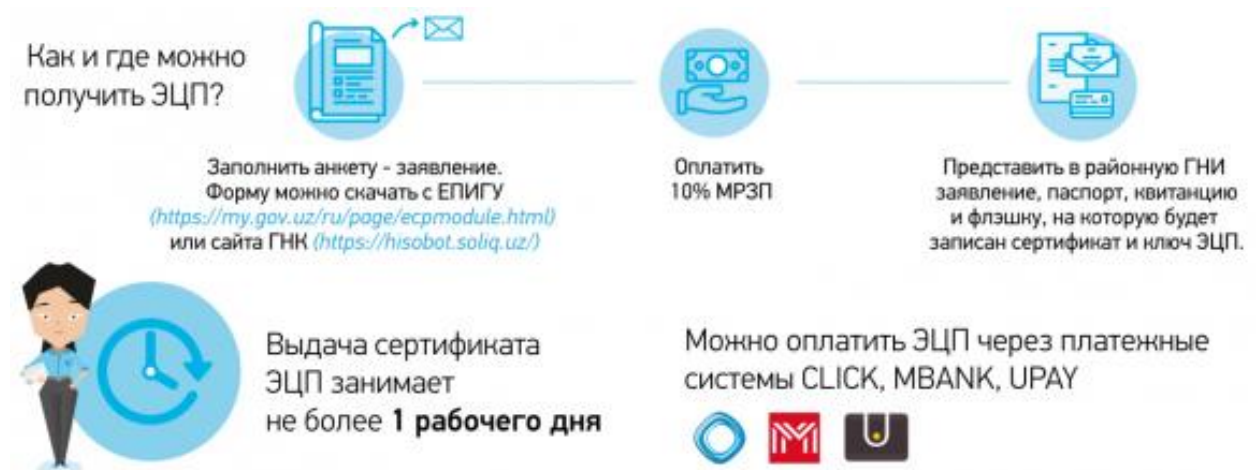 Как и где можно
получить ЭЦП?
Заполнить анкету - заявление.
Форму можно скачать с ЕПИГУ
(https://my.gov.uz/ru/page/ecpmodule.html)
или сайта ГНК (https://hisobot.soliq.uz/)
Оплатить
10% МРЗП
Представить в районную ГНИ
заявление, паспорт, квитанцию
и флэшку, на которую будет
записан сертификат и ключ ЭЦП.
Выдача сертификата
ЭЦП занимает
не более 1 рабочего дня
Можно оплатить ЭЦП через платежные
системы CLICK, MBANK, UPAY